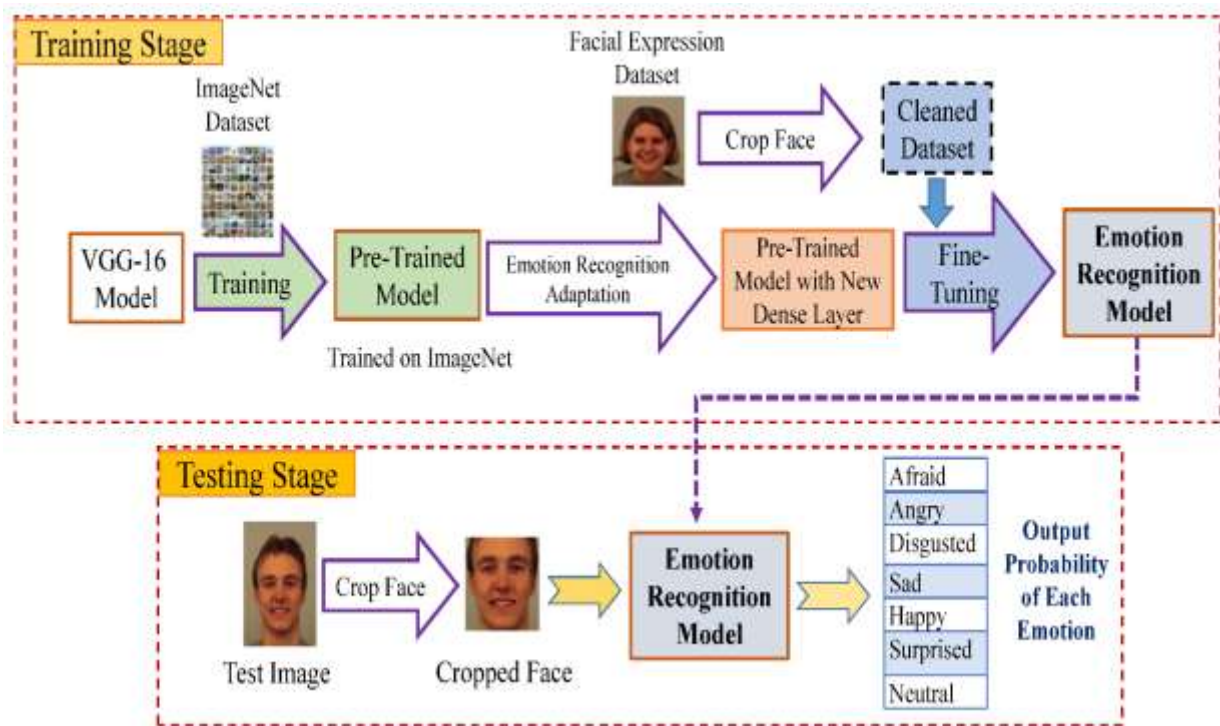 Training Stage
ImageNet
Dataset
Facial Expression
Dataset
Crop Face
Cleaned
Dataset
VGG-16
Model
Training
Pre-Trained
Model
Trained on ImageNet
Emotion Recognition
Adaptation
Pre-Trained
Model with New
Dense Layer
Fine-
Tuning
Emotion
Recognition
Model
Testing Stage
Test Image
Crop Face
Cropped Face
Emotion
Recognition
Model
Afraid
Angry
Disgusted
Sad
Happy
Surprised
Neutral
Output
Probability
of Each
Emotion